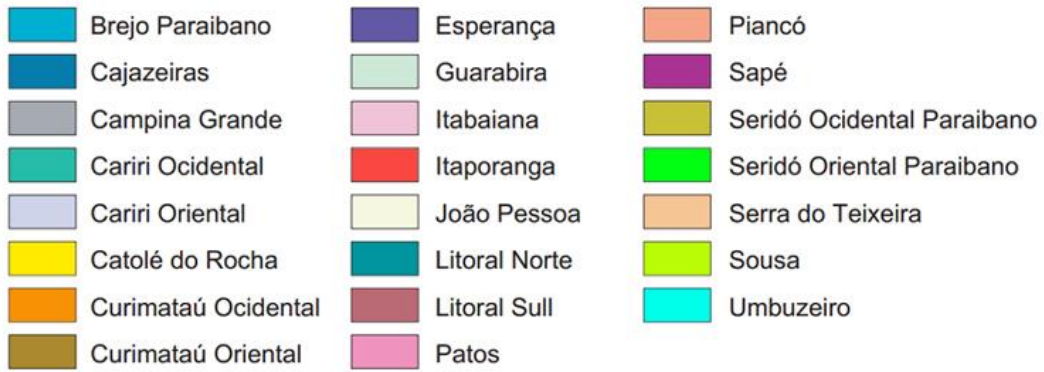 Brejo Paraibano
Cajazeiras
Campina Grande
Cariri Ocidental
Cariri Oriental
Catolé do Rocha
Curimataú Ocidental
Curimataú Oriental
Esperança
Guarabira
Itabaiana
Itaporanga
João Pessoa
Litoral Norte
Litoral Sull
Patos
Piancó
Sapé
Seridó Ocidental Paraibano
Seridó Oriental Paraibano
Serra do Teixeira
Sousa
Umbuzeiro